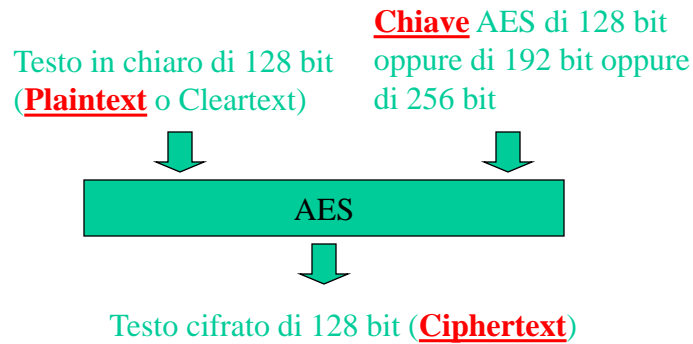 Testo in chiaro di 128 bit
(Plaintext o Cleartext)
Chiave AES di 128 bit
oppure di 192 bit oppure
di 256 bit
AES
Testo cifrato di 128 bit (Ciphertext)